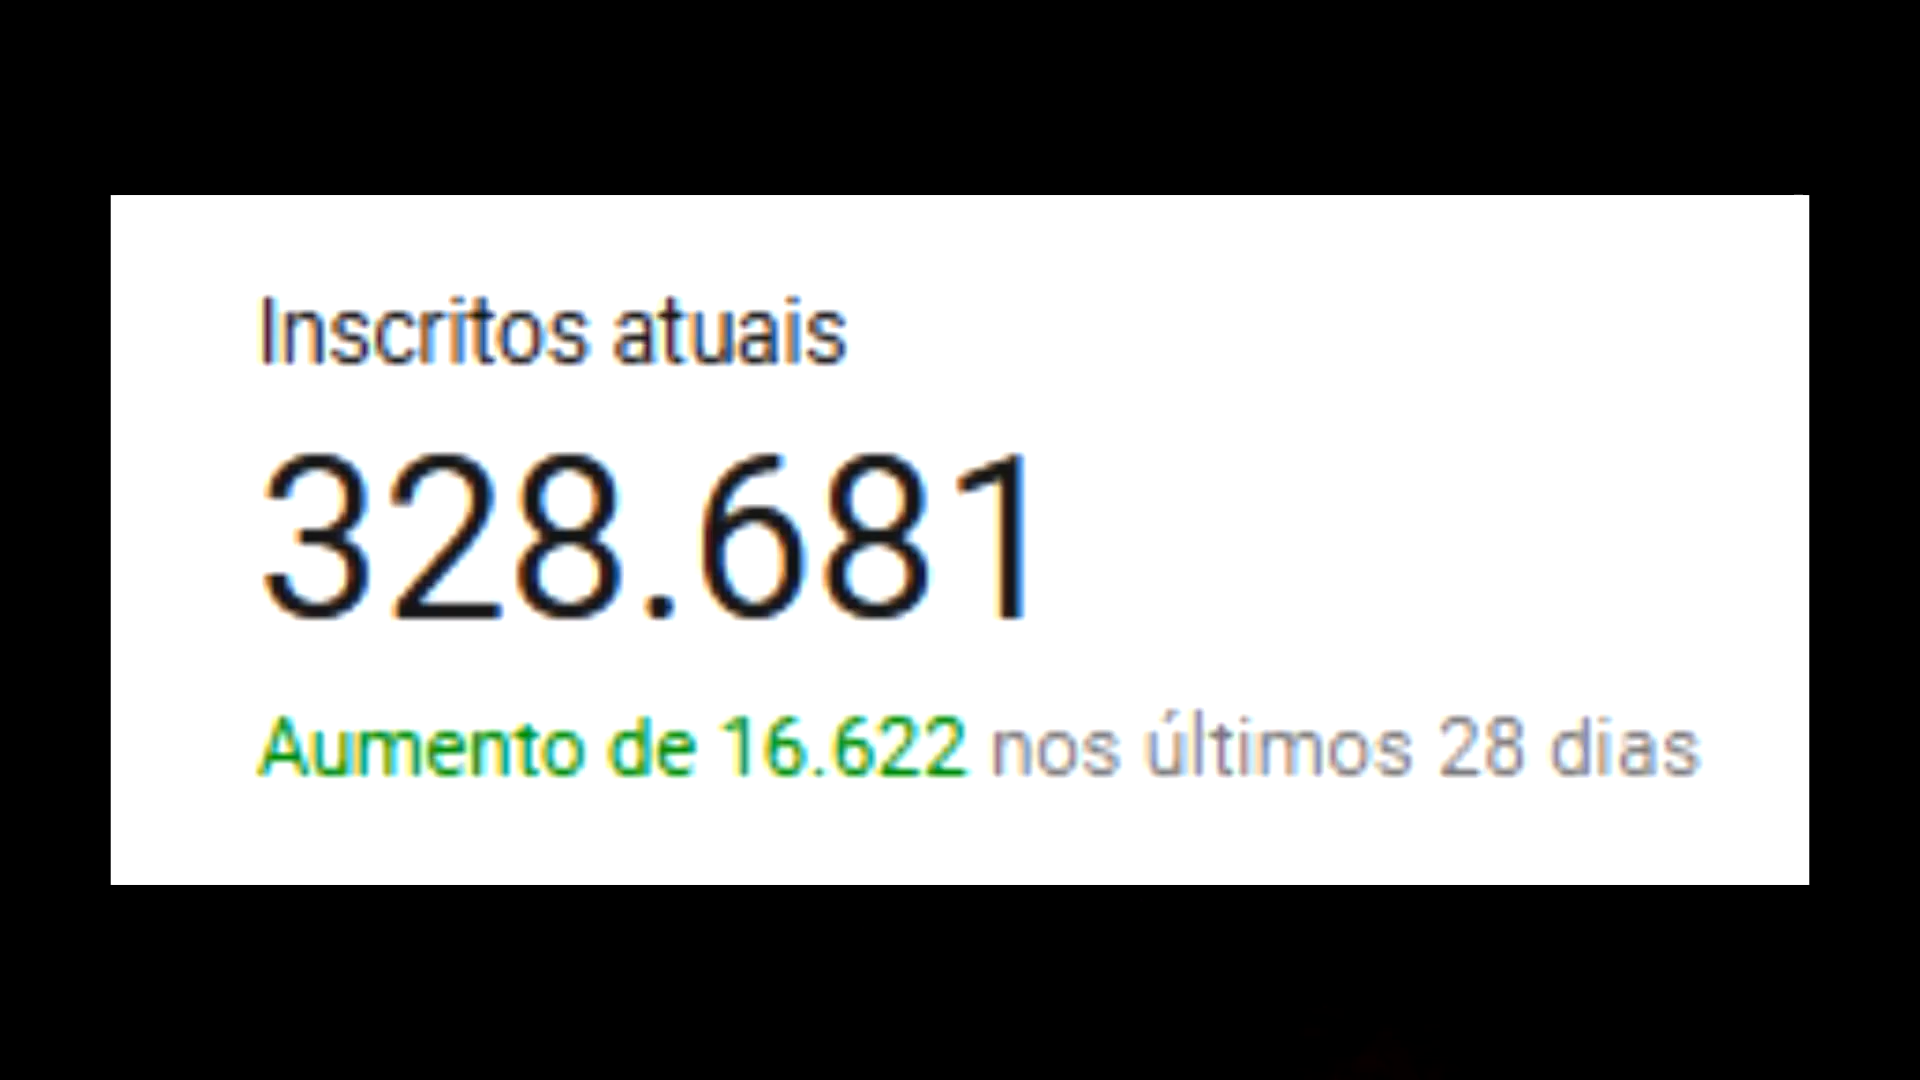 Inscritos atuais
328.681
Aumento de 16.622 nos últimos 28 dias